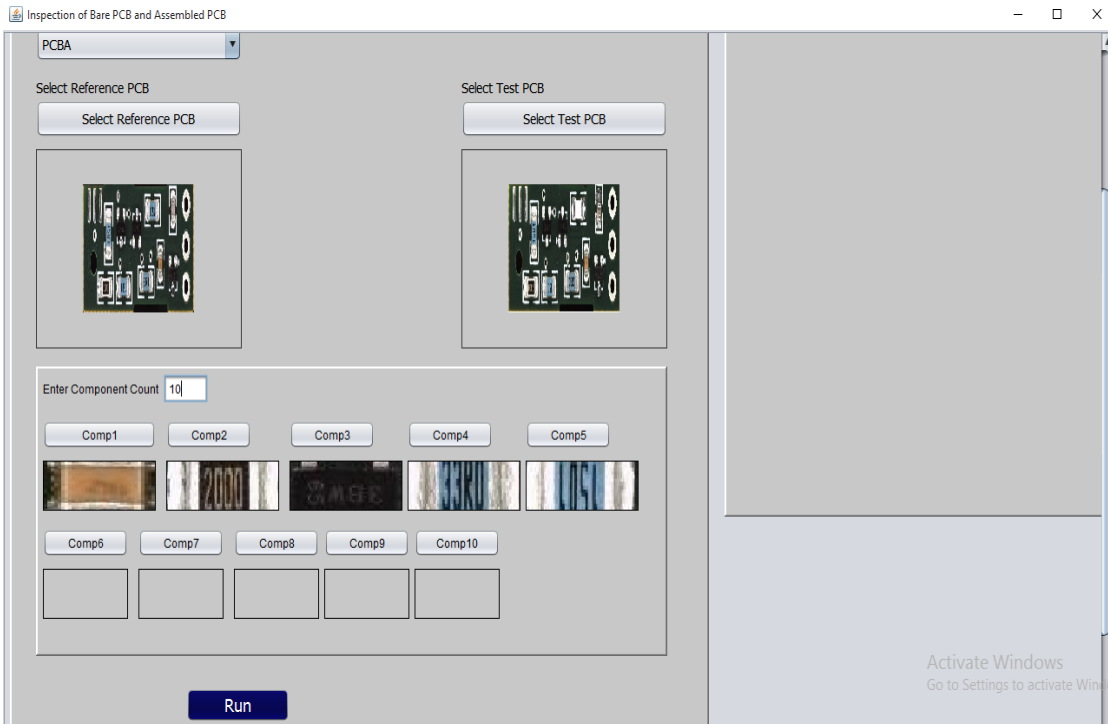 Inspection of Bare PCB and Assembled PCB
PCBA
Select Reference PCB
Select Test PCB
Select Reference PCB
Select Test PCB
Enter Component Count 10
Comp1
Comp2
Comp3
Comp4
Comp5
2000
33R0
Comp6
Comp7
Comp8
Comp9
Comp10
Activate Windows
Go to Settings to activate Wind
Run